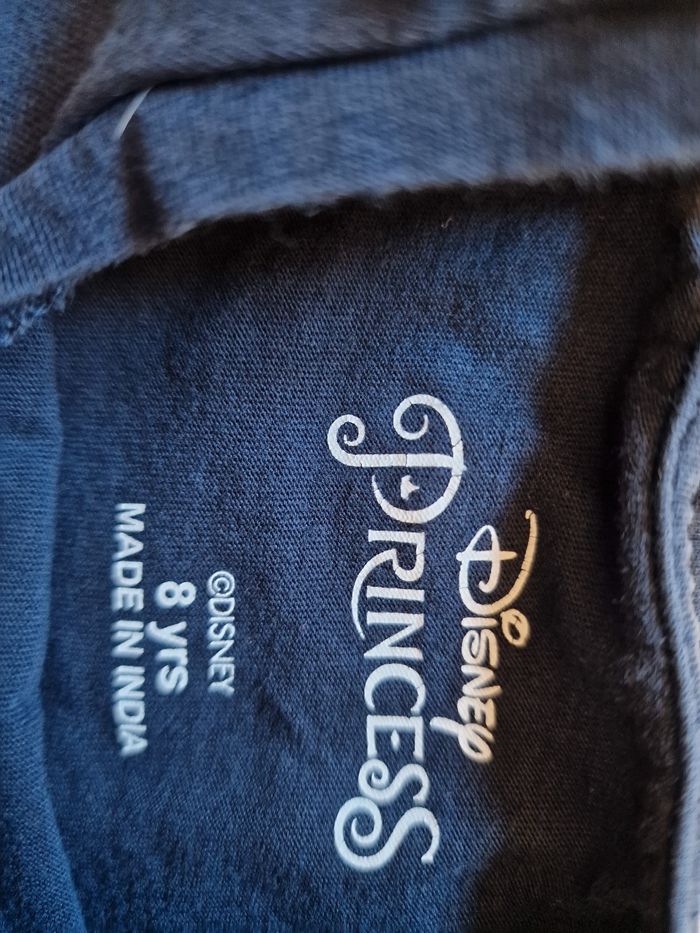 Disney
PRINCESS
©DISNEY
8 yrs
MADE IN INDIA